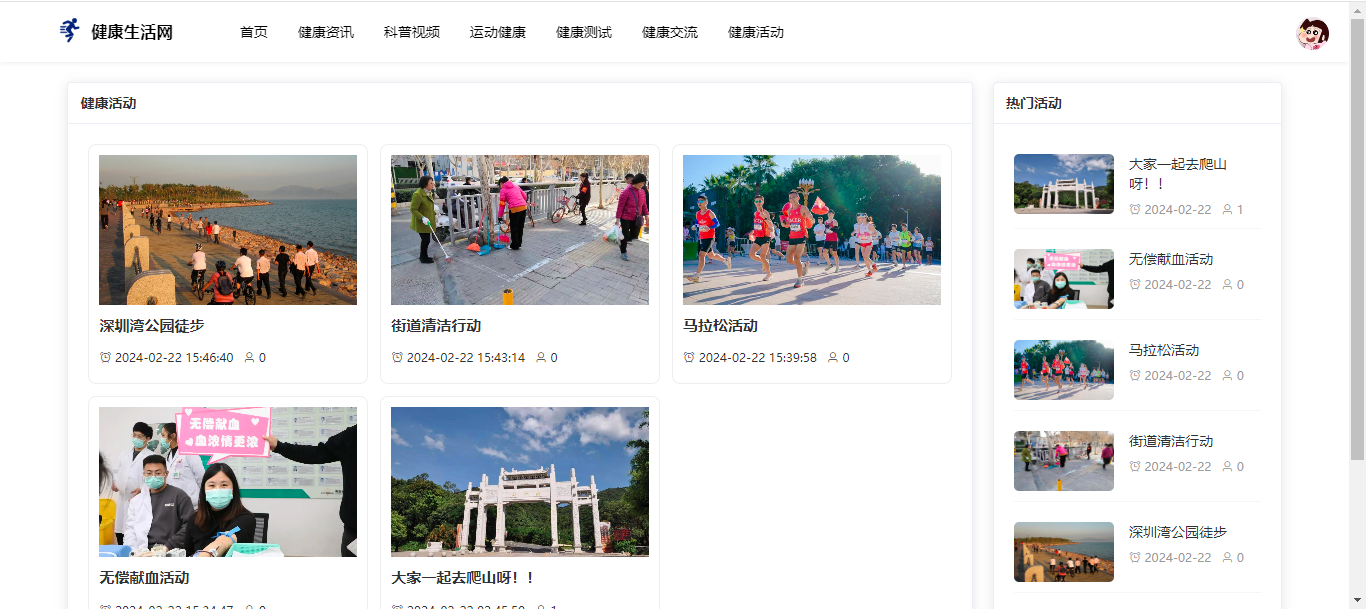 健康生活网
首页 健康资讯 科普视频 运动健康 健康测试 健康交流 健康活动
健康活动
深圳湾公园徒步
2024-02-22 15:46:40 0
街道清洁行动
2024-02-22 15:43:14 0
马拉松活动
2024-02-22 15:39:58 0
无偿献血
血浓情更浓
无偿献血活动
大家一起去爬山呀！！
热门活动
大家一起去爬山
呀！！
2024-02-22 1
无偿献血活动
2024-02-22 0
马拉松活动
2024-02-22 0
街道清洁行动
2024-02-22 0
深圳湾公园徒步
2024-02-22 0